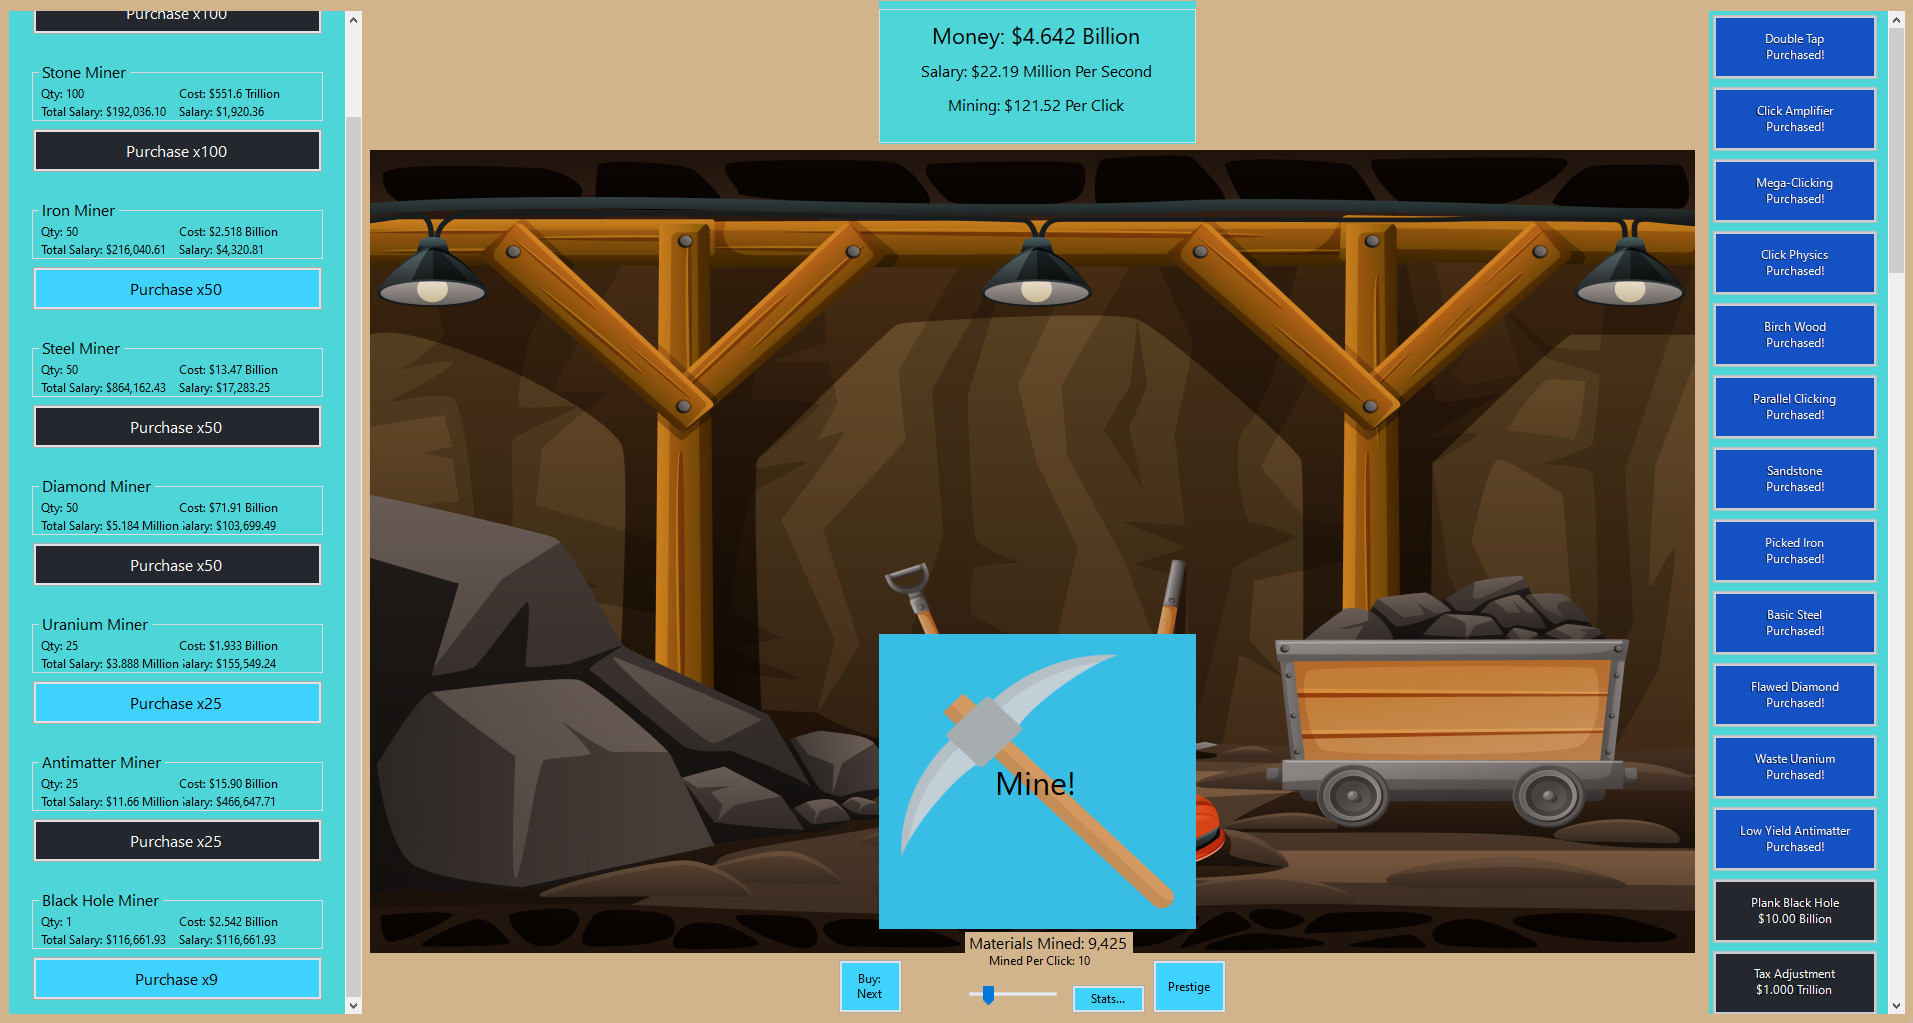 Purchase x100
Stone Miner
Qty: 100 Cost: $551.6 Trillion
Total Salary: $192,036.10 Salary: $1,920.36
Purchase x100
Iron Miner
Qty: 50 Cost: $2.518 Billion
Total Salary: $216,040.61 Salary: $4,320.81
Purchase x50
Steel Miner
Qty: 50 Cost: $13.47 Billion
Total Salary: $864,162.43 Salary: $17,283.25
Purchase x50
Diamond Miner
Qty: 50 Cost: $71.91 Billion
Total Salary: $5.184 Million alary: $103,699.49
Purchase x50
Uranium Miner
Qty: 25 Cost: $1.933 Billion
Total Salary: $3.888 Million alary: $155,549.24
Purchase x25
Antimatter Miner
Qty: 25 Cost: $15.90 Billion
Total Salary: $11.66 Million alary: $466,647.71
Purchase x25
Black Hole Miner
Qty: 1 Cost: $2.542 Billion
Total Salary: $116,661.93 Salary: $116,661.93
Purchase x9
Money: $4.642 Billion
Salary: $22.19 Million Per Second
Mining: $121.52 Per Click
Mine!
Materials Mined: 9,425
Mined Per Click: 10
Buy:
Next
Stats...
Prestige
Double Tap
Purchased!
Click Amplifier
Purchased!
Mega-Clicking
Purchased!
Click Physics
Purchased!
Birch Wood
Purchased!
Parallel Clicking
Purchased!
Sandstone
Purchased!
Picked Iron
Purchased!
Basic Steel
Purchased!
Flawed Diamond
Purchased!
Waste Uranium
Purchased!
Low Yield Antimatter
Purchased!
Plank Black Hole
$10.00 Billion
Tax Adjustment
$1.000 Trillion